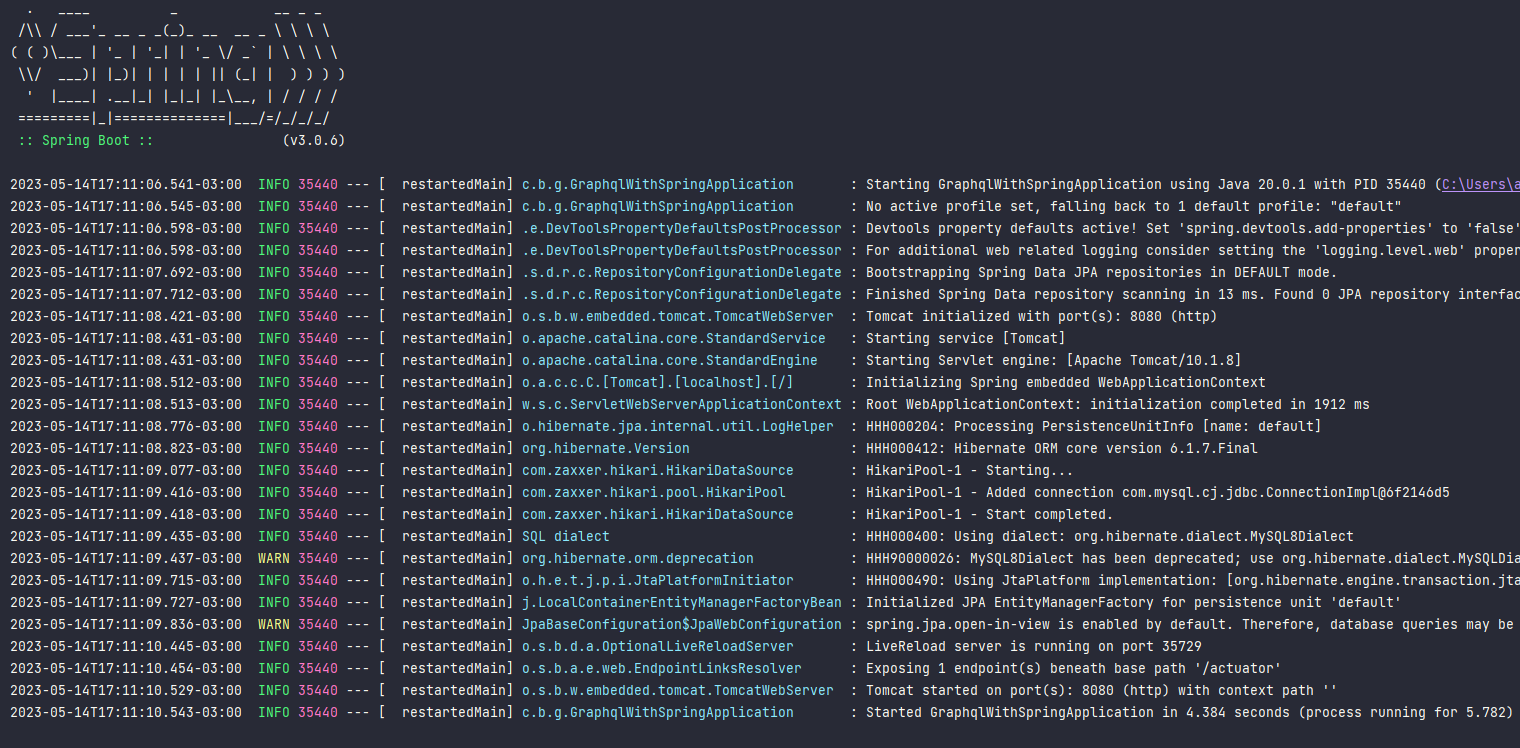 :: Spring Boot ::                (v3.0.6)
2023-05-14T17:11:06.541-03:00  INFO 35440 --- [  restartedMain] c.b.g.GraphqlWithSpringApplication       : Starting GraphqlWithSpringApplication using Java 20.0.1 with PID 35440 (C:\Users\a
2023-05-14T17:11:06.545-03:00  INFO 35440 --- [  restartedMain] c.b.g.GraphqlWithSpringApplication       : No active profile set, falling back to 1 default profile: "default"
2023-05-14T17:11:06.598-03:00  INFO 35440 --- [  restartedMain] .e.DevToolsPropertyDefaultsPostProcessor : Devtools property defaults active! Set 'spring.devtools.add-properties' to 'false'
2023-05-14T17:11:06.598-03:00  INFO 35440 --- [  restartedMain] .e.DevToolsPropertyDefaultsPostProcessor : For additional web related logging consider setting the 'logging.level.web' proper
2023-05-14T17:11:07.692-03:00  INFO 35440 --- [  restartedMain] .s.d.r.c.RepositoryConfigurationDelegate : Bootstrapping Spring Data JPA repositories in DEFAULT mode.
2023-05-14T17:11:07.712-03:00  INFO 35440 --- [  restartedMain] .s.d.r.c.RepositoryConfigurationDelegate : Finished Spring Data repository scanning in 13 ms. Found 0 JPA repository interfac
2023-05-14T17:11:08.421-03:00  INFO 35440 --- [  restartedMain] o.s.b.w.embedded.tomcat.TomcatWebServer  : Tomcat initialized with port(s): 8080 (http)
2023-05-14T17:11:08.431-03:00  INFO 35440 --- [  restartedMain] o.apache.catalina.core.StandardService   : Starting service [Tomcat]
2023-05-14T17:11:08.431-03:00  INFO 35440 --- [  restartedMain] o.apache.catalina.core.StandardEngine    : Starting Servlet engine: [Apache Tomcat/10.1.8]
2023-05-14T17:11:08.512-03:00  INFO 35440 --- [  restartedMain] o.a.c.c.C.[Tomcat].[localhost].[/]       : Initializing Spring embedded WebApplicationContext
2023-05-14T17:11:08.513-03:00  INFO 35440 --- [  restartedMain] w.s.c.ServletWebServerApplicationContext : Root WebApplicationContext: initialization completed in 1912 ms
2023-05-14T17:11:08.776-03:00  INFO 35440 --- [  restartedMain] o.hibernate.jpa.internal.util.LogHelper  : HHH000204: Processing PersistenceUnitInfo [name: default]
2023-05-14T17:11:08.823-03:00  INFO 35440 --- [  restartedMain] org.hibernate.Version                    : HHH000412: Hibernate ORM core version 6.1.7.Final
2023-05-14T17:11:09.077-03:00  INFO 35440 --- [  restartedMain] com.zaxxer.hikari.HikariDataSource       : HikariPool-1 - Starting...
2023-05-14T17:11:09.416-03:00  INFO 35440 --- [  restartedMain] com.zaxxer.hikari.pool.HikariPool        : HikariPool-1 - Added connection com.mysql.cj.jdbc.ConnectionImpl@6f2146d5
2023-05-14T17:11:09.418-03:00  INFO 35440 --- [  restartedMain] com.zaxxer.hikari.HikariDataSource       : HikariPool-1 - Start completed.
2023-05-14T17:11:09.435-03:00  INFO 35440 --- [  restartedMain] SQL dialect                              : HHH000400: Using dialect: org.hibernate.dialect.MySQL8Dialect
2023-05-14T17:11:09.437-03:00  WARN 35440 --- [  restartedMain] org.hibernate.orm.deprecation            : HHH90000026: MySQL8Dialect has been deprecated; use org.hibernate.dialect.MySQLDia
2023-05-14T17:11:09.715-03:00  INFO 35440 --- [  restartedMain] o.h.e.t.j.p.i.JtaPlatformInitiator       : HHH000490: Using JtaPlatform implementation: [org.hibernate.engine.transaction.jta
2023-05-14T17:11:09.727-03:00  INFO 35440 --- [  restartedMain] j.LocalContainerEntityManagerFactoryBean : Initialized JPA EntityManagerFactory for persistence unit 'default'
2023-05-14T17:11:09.836-03:00  WARN 35440 --- [  restartedMain] JpaBaseConfiguration$JpaWebConfiguration : spring.jpa.open-in-view is enabled by default. Therefore, database queries may be
2023-05-14T17:11:10.445-03:00  INFO 35440 --- [  restartedMain] o.s.b.d.a.OptionalLiveReloadServer       : LiveReload server is running on port 35729
2023-05-14T17:11:10.454-03:00  INFO 35440 --- [  restartedMain] o.s.b.a.e.web.EndpointLinksResolver      : Exposing 1 endpoint(s) beneath base path '/actuator'
2023-05-14T17:11:10.529-03:00  INFO 35440 --- [  restartedMain] o.s.b.w.embedded.tomcat.TomcatWebServer  : Tomcat started on port(s): 8080 (http) with context path ''
2023-05-14T17:11:10.543-03:00  INFO 35440 --- [  restartedMain] c.b.g.GraphqlWithSpringApplication       : Started GraphqlWithSpringApplication in 4.384 seconds (process running for 5.782)